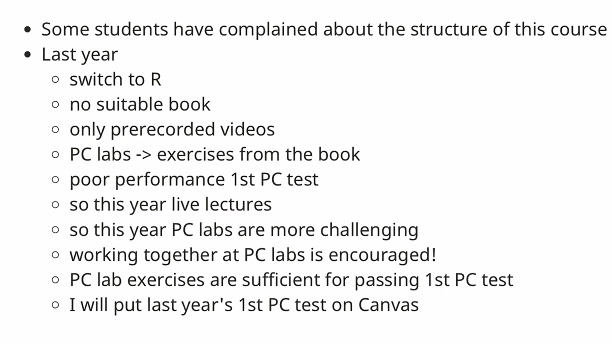 Some students have complained about the structure of this course
Last year
switch to R
no suitable book
only prerecorded videos
PC labs -> exercises from the book
poor performance 1st PC test
so this year live lectures
so this year PC labs are more challenging
working together at PC labs is encouraged!
PC lab exercises are sufficient for passing 1st PC test
I will put last year's 1st PC test on Canvas